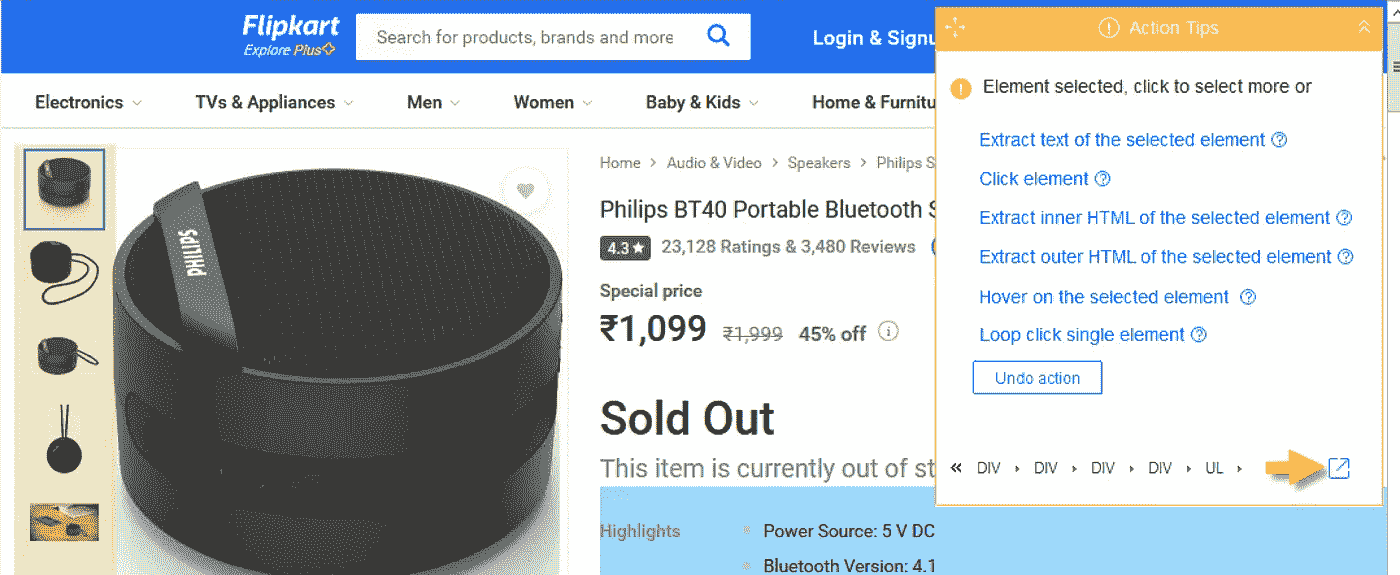 Flipkart
Explore Plus
Search for products, brands and more
Login & Signu
Electronics
TVs & Appliances
Men
Women
Baby & Kids
Home & Furnitu
Home
Audio & Video
Speakers
Philips S
PHILIPS
Philips BT40 Portable Bluetooth S
4.3★
23,128 Ratings & 3,480 Reviews
Special price
₹1,099 ₹1,999 45% off
Sold Out
This item is currently out of st
Highlights
Power Source: 5 V DC
Bluetooth Version: 4.1
Action Tips
Element selected, click to select more or
Extract text of the selected element
Click element
Extract inner HTML of the selected element
Extract outer HTML of the selected element
Hover on the selected element
Loop click single element
Undo action
« DIV › DIV › DIV › DIV › UL ›